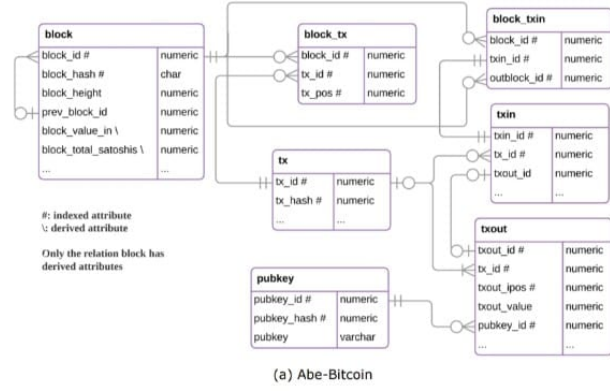 block
block_id # numeric
block_hash # char
block_height numeric
prev_block_id numeric
block_value_in \ numeric
block_total_satoshis \ numeric
... ...
block_tx
block_id # numeric
tx_id # numeric
tx_pos # numeric
block_txin
block_id # numeric
txin_id # numeric
outblock_id # numeric
txin
txin_id # numeric
tx_id # numeric
txout_id numeric
... ...
tx
tx_id # numeric
tx_hash # numeric
... ...
#: indexed attribute
\: derived attribute
Only the relation block has
derived attributes
txout
txout_id # numeric
tx_id # numeric
txout_ipos # numeric
txout_value numeric
pubkey_id # numeric
... ...
pubkey
pubkey_id # numeric
pubkey_hash # numeric
pubkey varchar
(a) Abe-Bitcoin